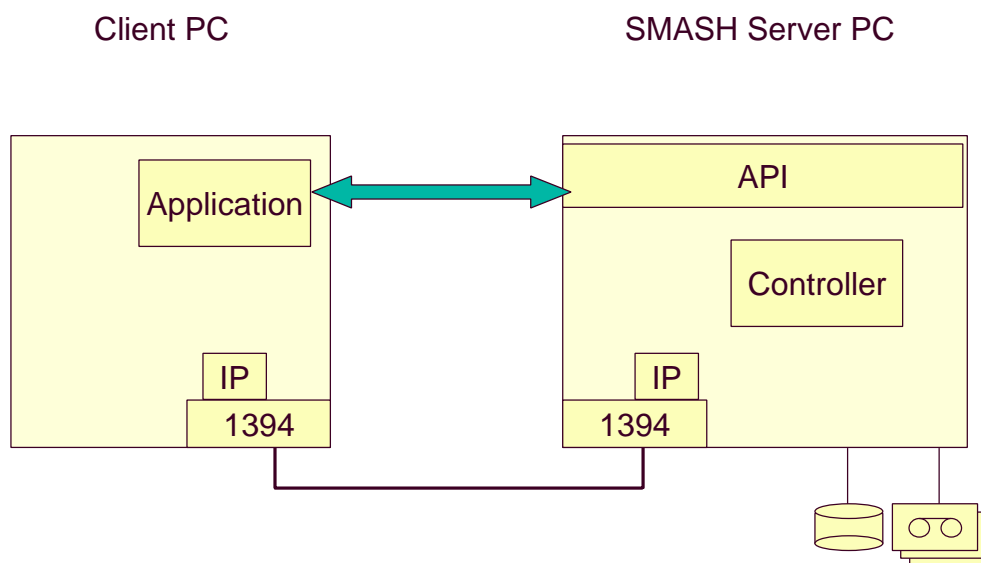 Client PC
SMASH Server PC
Application
API
Controller
IP
1394
IP
1394